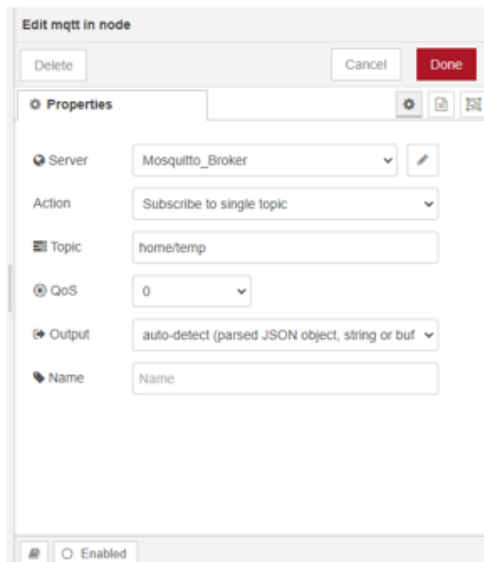 Edit mqtt in node
Delete Cancel Done
Properties
Server Mosquitto_Broker
Action Subscribe to single topic
Topic home/temp
QoS 0
Output auto-detect (parsed JSON object, string or buf
Name Name
Enabled